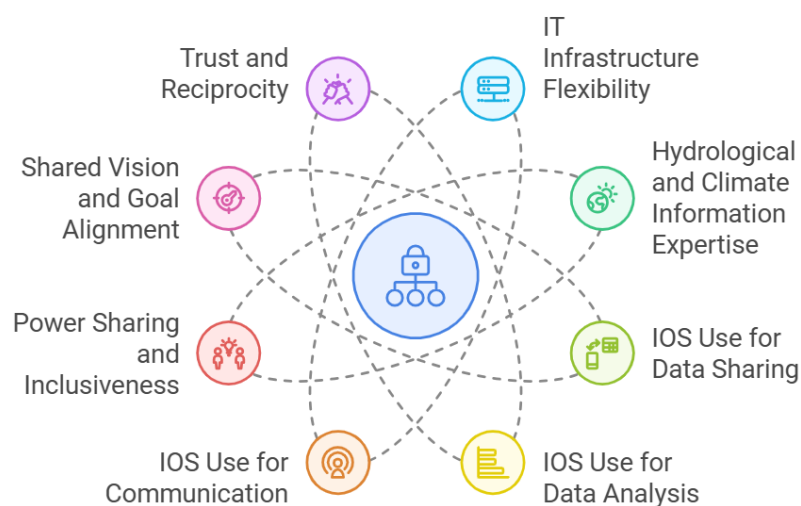 Trust and
Reciprocity
IT
Infrastructure
Flexibility
Shared Vision
and Goal
Alignment
Hydrological
and Climate
Information
Expertise
Power Sharing
and
Inclusiveness
IOS Use for
Data Sharing
IOS Use for
Communication
IOS Use for
Data Analysis